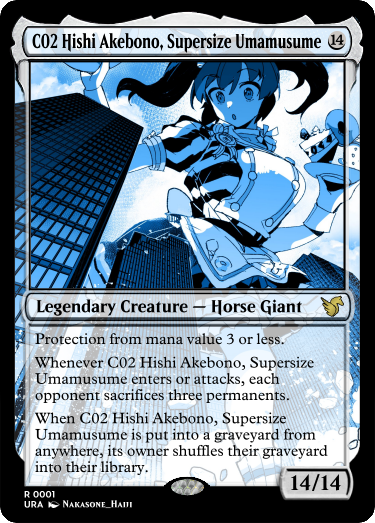 C02 Hishi Akebono, Supersize Umamusume 14
Legendary Creature — Horse Giant
Protection from mana value 3 or less.
Whenever C02 Hishi Akebono, Supersize
Umamusume enters or attacks, each
opponent sacrifices three permanents.
When C02 Hishi Akebono, Supersize
Umamusume is put into a graveyard from
anywhere, its owner shuffles their graveyard
into their library.
14/14
R 0001
URA Nakasone_Haji